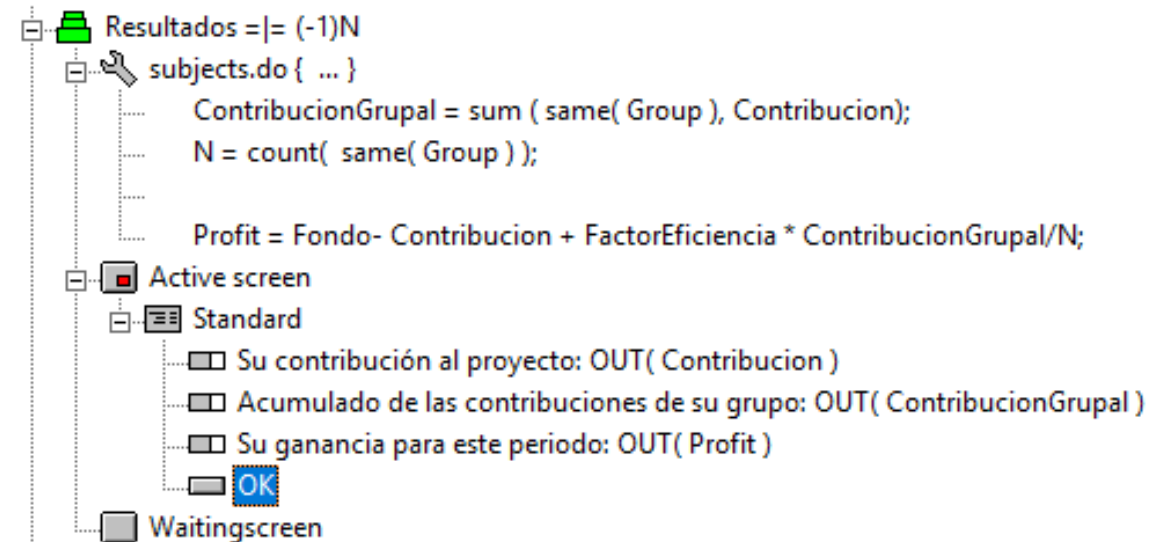 Resultados =|= (-1)N
subjects.do { ... }
ContribucionGrupal = sum ( same( Group ), Contribucion);
N = count( same( Group ) );
Profit = Fondo- Contribucion + FactorEficiencia * ContribucionGrupal/N;
Active screen
Standard
Su contribución al proyecto: OUT( Contribucion )
Acumulado de las contribuciones de su grupo: OUT( ContribucionGrupal )
Su ganancia para este periodo: OUT( Profit )
OK
Waitingscreen